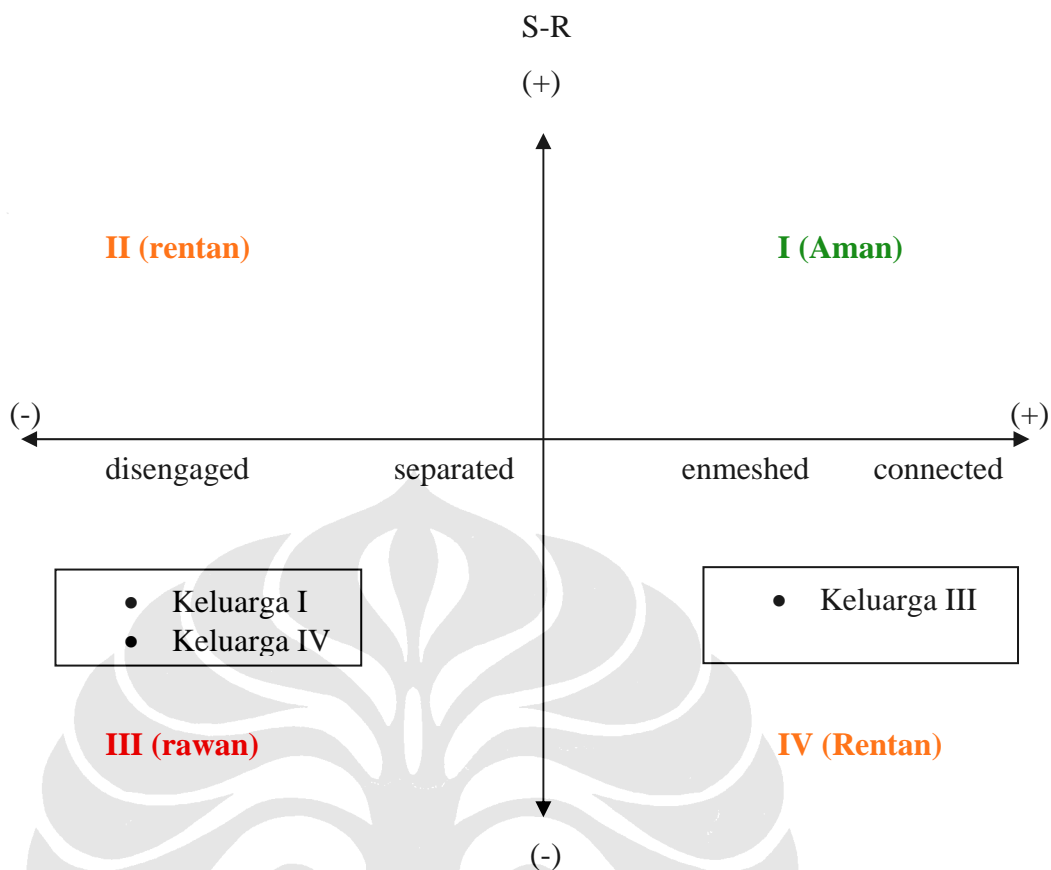 S-R
(+)
II (rentan)
I (Aman)
(-)
(+)
disengaged separated enmeshed connected
• Keluarga I
• Keluarga IV
• Keluarga III
III (rawan)
IV (Rentan)
(-)